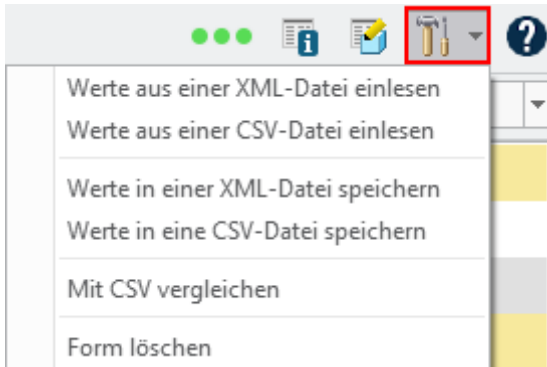 Werte aus einer XML-Datei einlesen
Werte aus einer CSV-Datei einlesen
Werte in einer XML-Datei speichern
Werte in eine CSV-Datei speichern
Mit CSV vergleichen
Form löschen